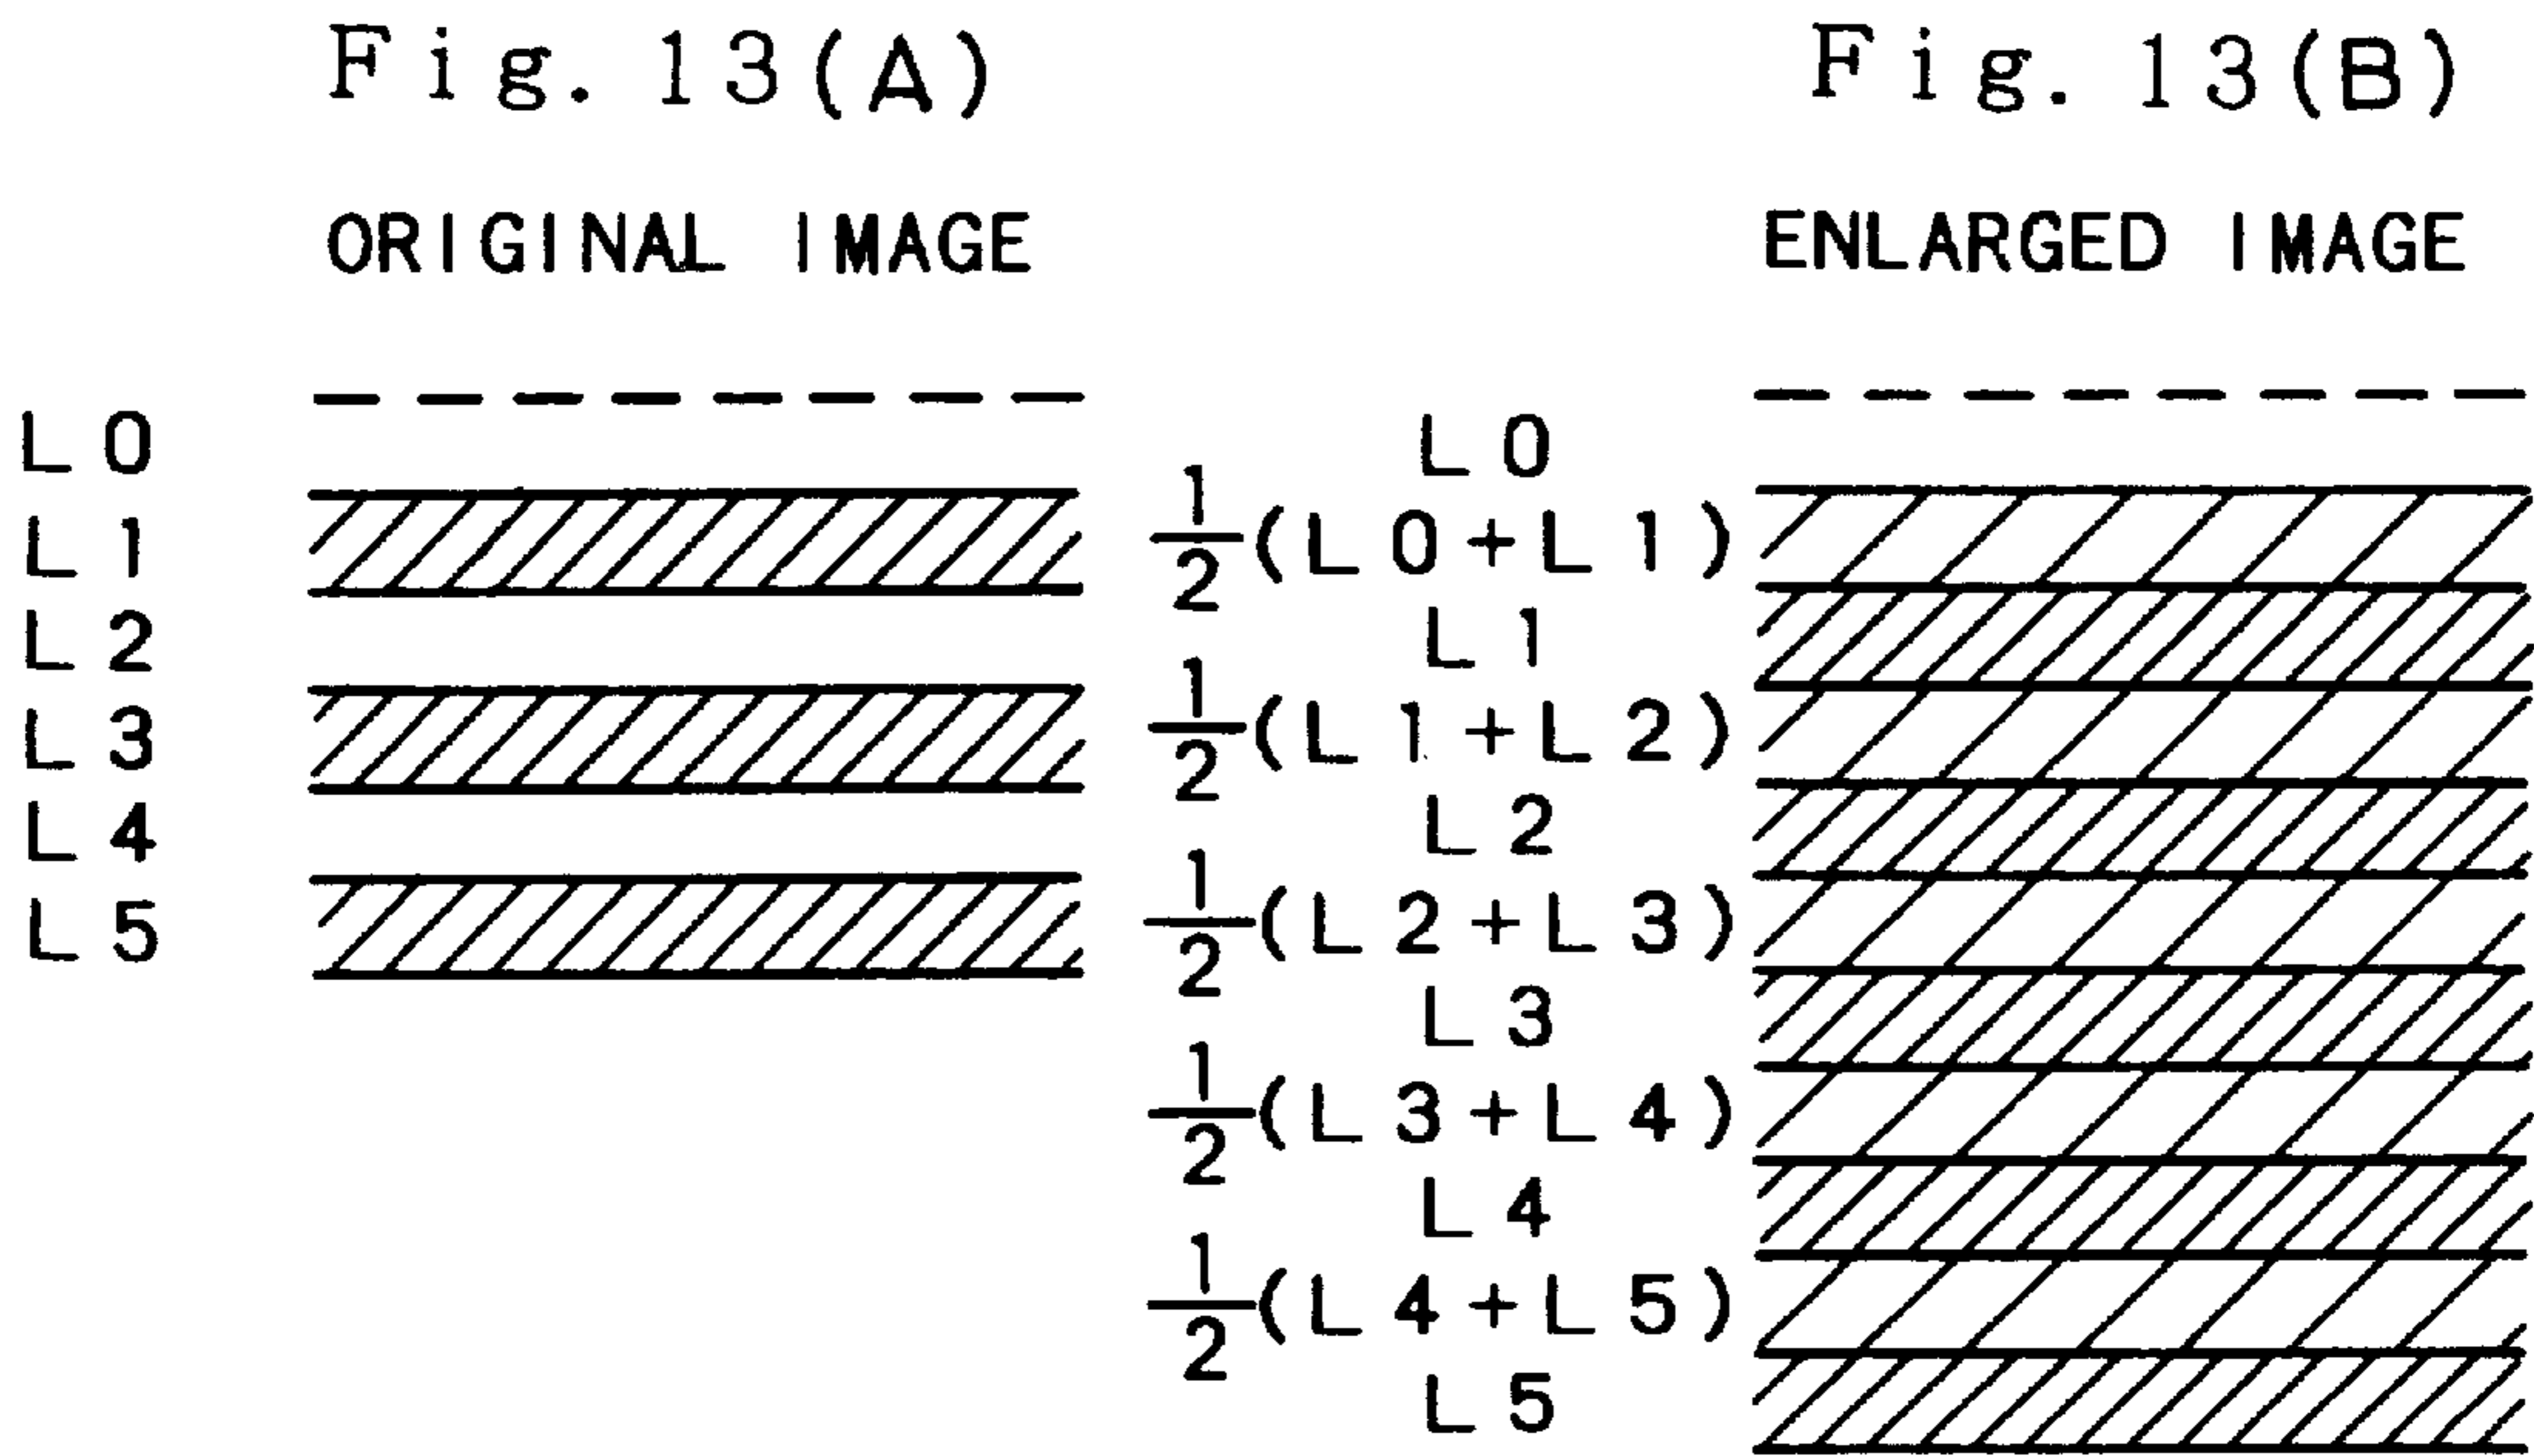 Fig. 13(A)
ORIGINAL IMAGE
L0
L1
L2
L3
L4
L5
Fig. 13(B)
ENLARGED IMAGE
L0
1/2(L0+L1)
L1
1/2(L1+L2)
L2
1/2(L2+L3)
L3
1/2(L3+L4)
L4
1/2(L4+L5)
L5